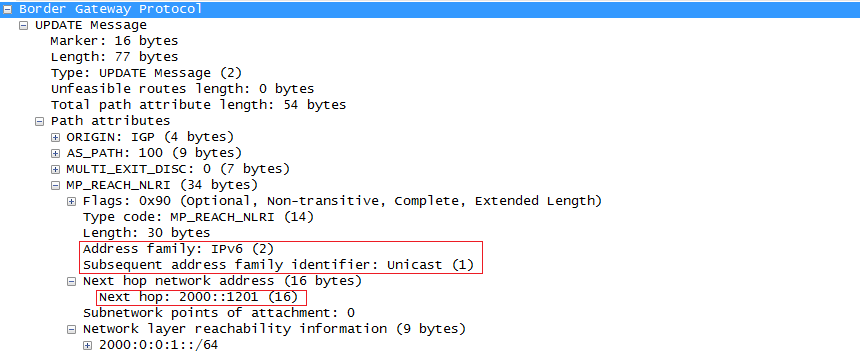 Border Gateway Protocol
UPDATE Message
Marker: 16 bytes
Length: 77 bytes
Type: UPDATE Message (2)
Unfeasible routes length: 0 bytes
Total path attribute length: 54 bytes
Path attributes
ORIGIN: IGP (4 bytes)
AS_PATH: 100 (9 bytes)
MULTI_EXIT_DISC: 0 (7 bytes)
MP_REACH_NLRI (34 bytes)
Flags: 0x90 (Optional, Non-transitive, Complete, Extended Length)
Type code: MP_REACH_NLRI (14)
Length: 30 bytes
Address family: IPv6 (2)
Subsequent address family identifier: Unicast (1)
Next hop network address (16 bytes)
Next hop: 2000::1201 (16)
Subnetwork points of attachment: 0
Network layer reachability information (9 bytes)
2000:0:0:1::/64